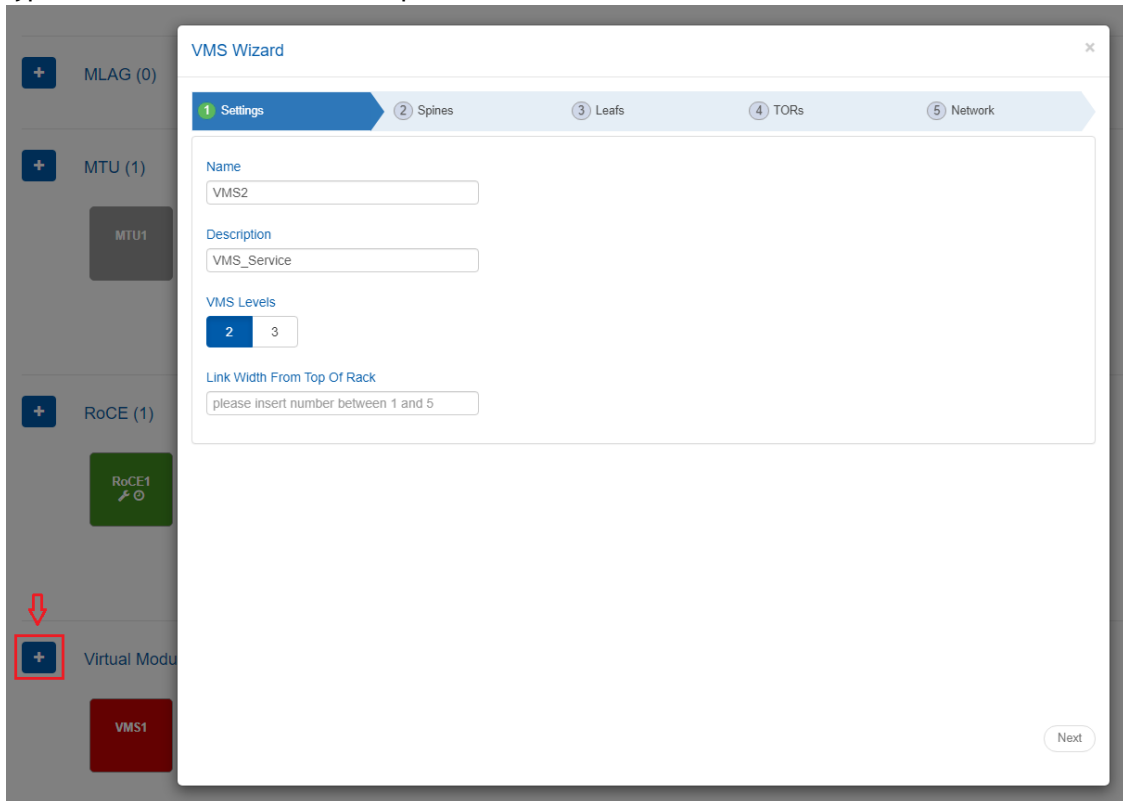 VMS Wizard
×
+ MLAG (0)
1 Settings 2 Spines 3 Leafs 4 TORs 5 Network
+ MTU (1)
MTU1
Name
VMS2
Description
VMS_Service
VMS Levels
2 3
Link Width From Top Of Rack
please insert number between 1 and 5
+ RoCE (1)
RoCE1
+ Virtual Modu
VMS1
Next